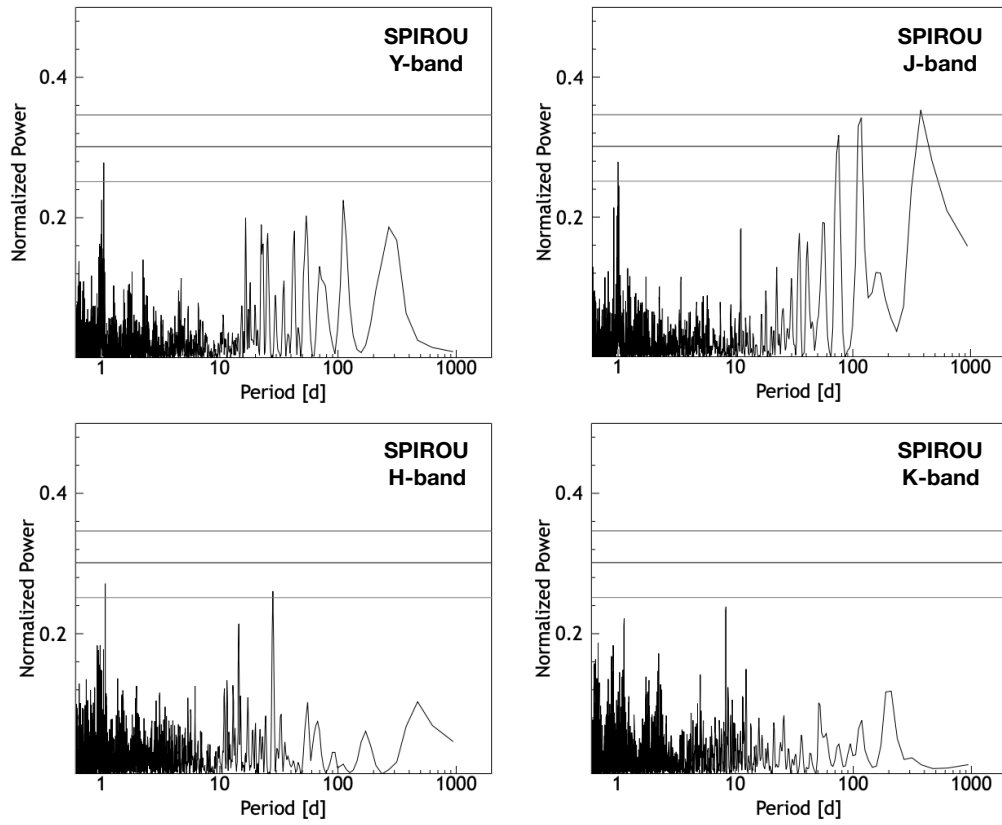 SPIROU
Y-band
0.4
0.2
Normalized Power
1
10
100
1000
Period [d]
SPIROU
J-band
0.4
0.2
Normalized Power
1
10
100
1000
Period [d]
SPIROU
H-band
0.4
0.2
Normalized Power
1
10
100
1000
Period [d]
SPIROU
K-band
0.4
0.2
Normalized Power
1
10
100
1000
Period [d]